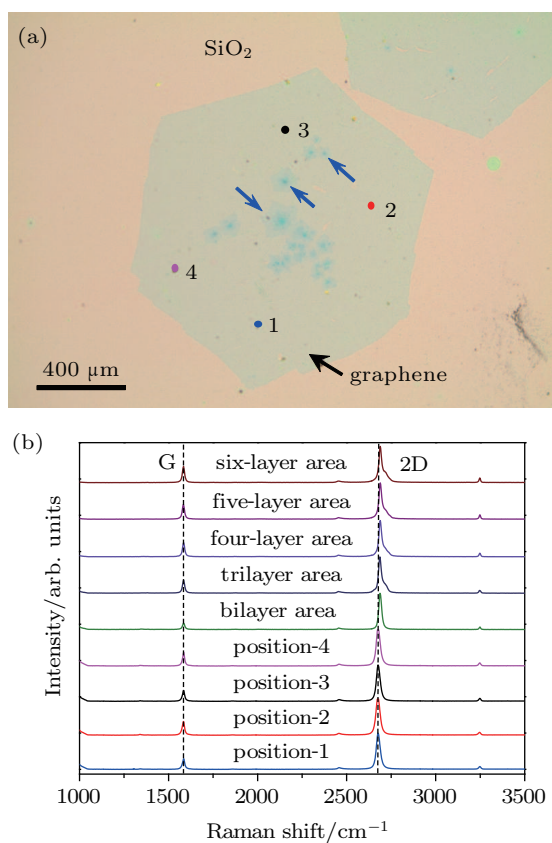 (a)
SiO₂
3
2
4
1
400 µm
graphene
(b)
G
six-layer area
2D
five-layer area
four-layer area
trilayer area
bilayer area
position-4
position-3
position-2
position-1
Intensity/arb. units
1000 1500 2000 2500 3000 3500
Raman shift/cm⁻¹